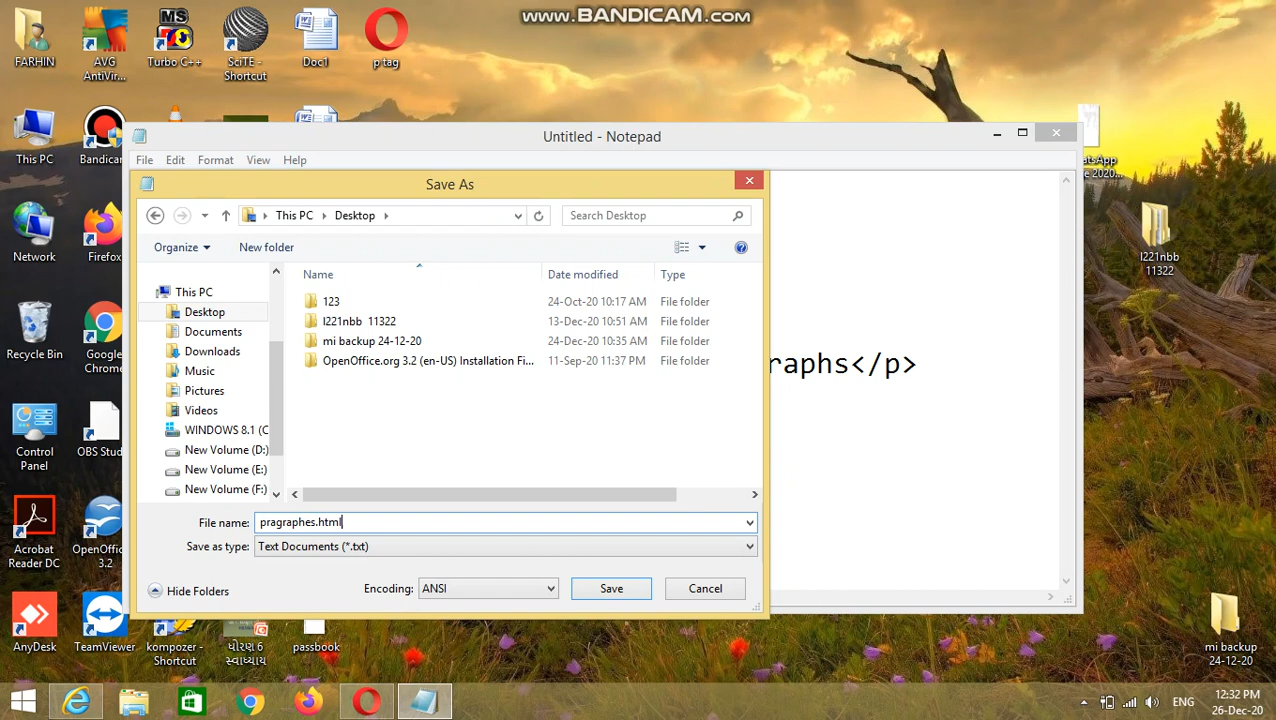 www.BANDICAM.com
FARHIN
AVG
AntiVir...
MS
Turbo C++
SciTE -
Shortcut
Doc1
p tag
This PC
Bandicam
Network
Firefox
Recycle Bin
Google
Chrome
Control
Panel
OBS Stud
Acrobat
Reader DC
OpenOffice
3.2
AnyDesk
TeamViewer
kompozer -
Shortcut
ધોરણ 6
સ્વાધ્યાય
passbook
Untitled - Notepad
File
Edit
Format
View
Help
raphs</p>
Save As
This PC
Desktop
Search Desktop
Organize
New folder
Name
Date modified
Type
123
24-Oct-20 10:17 AM
File folder
l221nbb 11322
13-Dec-20 10:51 AM
File folder
mi backup 24-12-20
24-Dec-20 10:35 AM
File folder
OpenOffice.org 3.2 (en-US) Installation Fi...
11-Sep-20 11:37 PM
File folder
This PC
Desktop
Documents
Downloads
Music
Pictures
Videos
WINDOWS 8.1 (C
New Volume (D:)
New Volume (E:)
New Volume (F:)
File name:
pragraphes.html
Save as type:
Text Documents (*.txt)
Hide Folders
Encoding:
ANSI
Save
Cancel
atsApp
e 2020...
l221nbb
11322
mi backup
24-12-20
ENG
12:32 PM
26-Dec-20